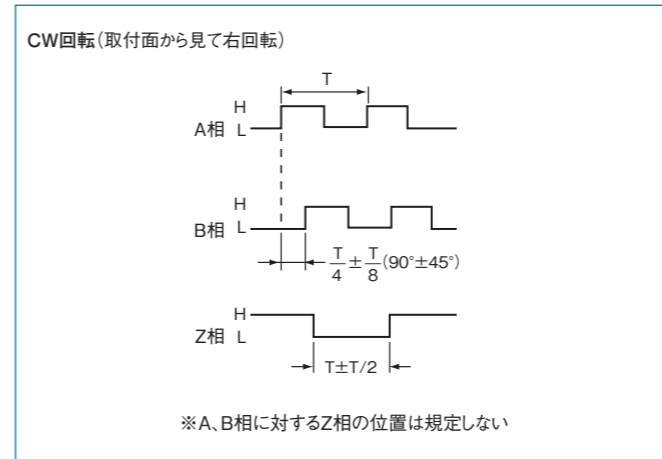 CW回転(取付面から見て右回転)
T
H
A相 L
H
B相 L
T/4±T/8(90°±45°)
H
Z相 L
T±T/2
※A、B相に対するZ相の位置は規定しない